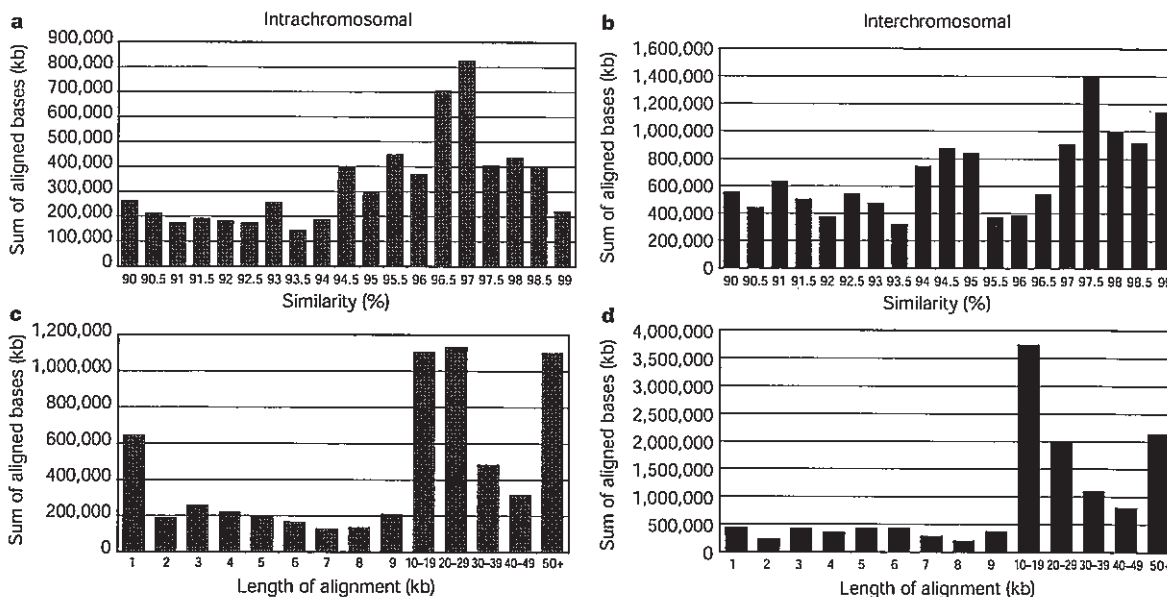 a Intrachromosomal
Sum of aligned bases (kb)
900,000
800,000
700,000
600,000
500,000
400,000
300,000
200,000
100,000
0
90 90.5 91 91.5 92 92.5 93 93.5 94 94.5 95 95.5 96 96.5 97 97.5 98 98.5 99
Similarity (%)
b Interchromosomal
Sum of aligned bases (kb)
1,600,000
1,400,000
1,200,000
1,000,000
800,000
600,000
400,000
200,000
0
90 90.5 91 91.5 92 92.5 93 93.5 94 94.5 95 95.5 96 96.5 97 97.5 98 98.5 99
Similarity (%)
c
Sum of aligned bases (kb)
1,200,000
1,000,000
800,000
600,000
400,000
200,000
0
1 2 3 4 5 6 7 8 9 10–19 20–29 30–39 40–49 50+
Length of alignment (kb)
d
Sum of aligned bases (kb)
4,000,000
3,500,000
3,000,000
2,500,000
2,000,000
1,500,000
1,000,000
500,000
0
1 2 3 4 5 6 7 8 9 10–19 20–29 30–39 40–49 50+
Length of alignment (kb)